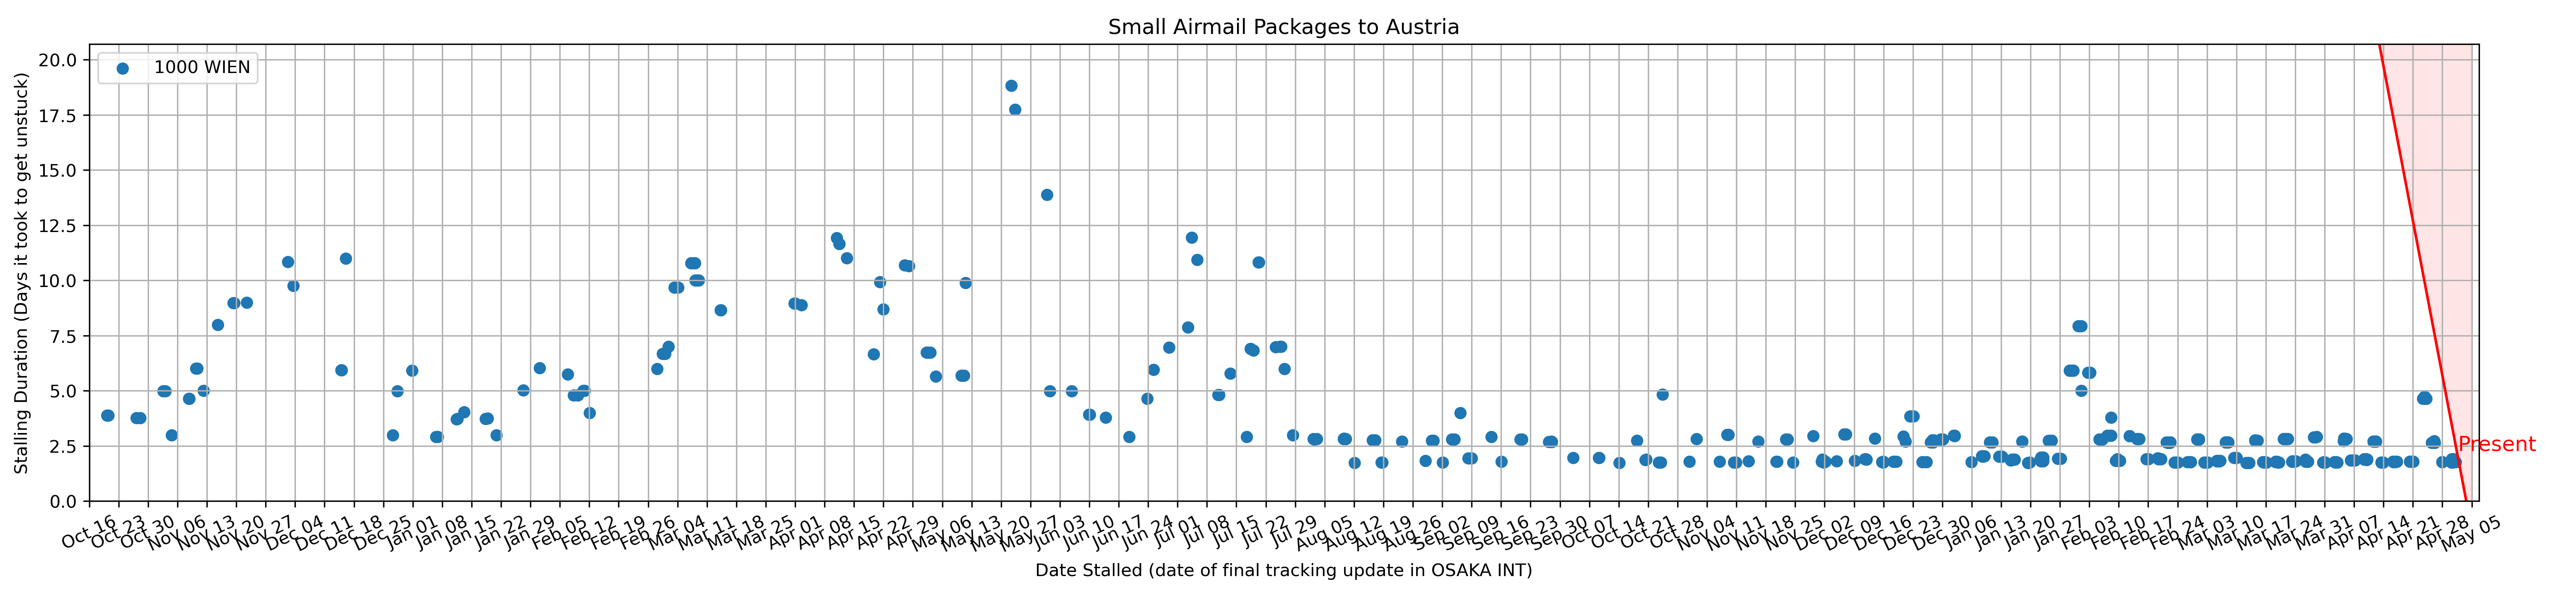 Small Airmail Packages to Austria
1000 WIEN
Stalling Duration (Days it took to get unstuck)
20.0
17.5
15.0
12.5
10.0
7.5
5.0
2.5
0.0
Present
Oct 16 Oct 23 Oct 30 Nov 06 Nov 13 Nov 20 Nov 27 Dec 04 Dec 11 Dec 18 Dec 25 Jan 01 Jan 08 Jan 15 Jan 22 Jan 29 Feb 05 Feb 12 Feb 19 Feb 26 Mar 04 Mar 11 Mar 18 Mar 25 Apr 01 Apr 08 Apr 15 Apr 22 Apr 29 May 06 May 13 May 20 May 27 Jun 03 Jun 10 Jun 17 Jun 24 Jul 01 Jul 08 Jul 15 Jul 22 Jul 29 Aug 05 Aug 12 Aug 19 Aug 26 Sep 02 Sep 09 Sep 16 Sep 23 Sep 30 Oct 07 Oct 14 Oct 21 Oct 28 Nov 04 Nov 11 Nov 18 Nov 25 Dec 02 Dec 09 Dec 16 Dec 23 Dec 30 Jan 06 Jan 13 Jan 20 Jan 27 Feb 03 Feb 10 Feb 17 Feb 24 Mar 03 Mar 10 Mar 17 Mar 24 Mar 31 Apr 07 Apr 14 Apr 21 Apr 28 May 05
Date Stalled (date of final tracking update in OSAKA INT)